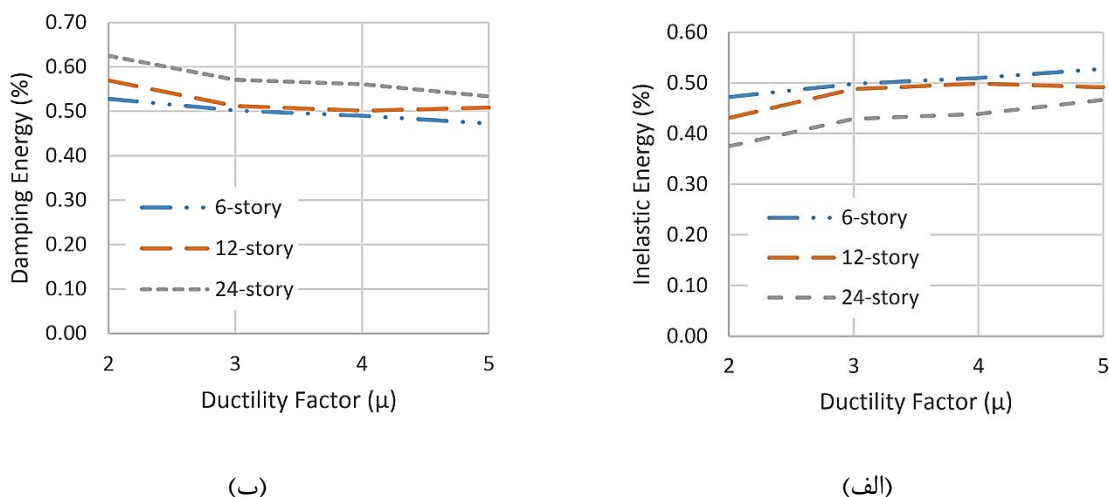 0.70
0.60
0.50
0.40
0.30
0.20
0.10
0.00
Damping Energy (%)
6-story
12-story
24-story
2 3 4 5
Ductility Factor (μ)
(ب)
0.60
0.50
0.40
0.30
0.20
0.10
0.00
Inelastic Energy (%)
6-story
12-story
24-story
2 3 4 5
Ductility Factor (μ)
(الف)